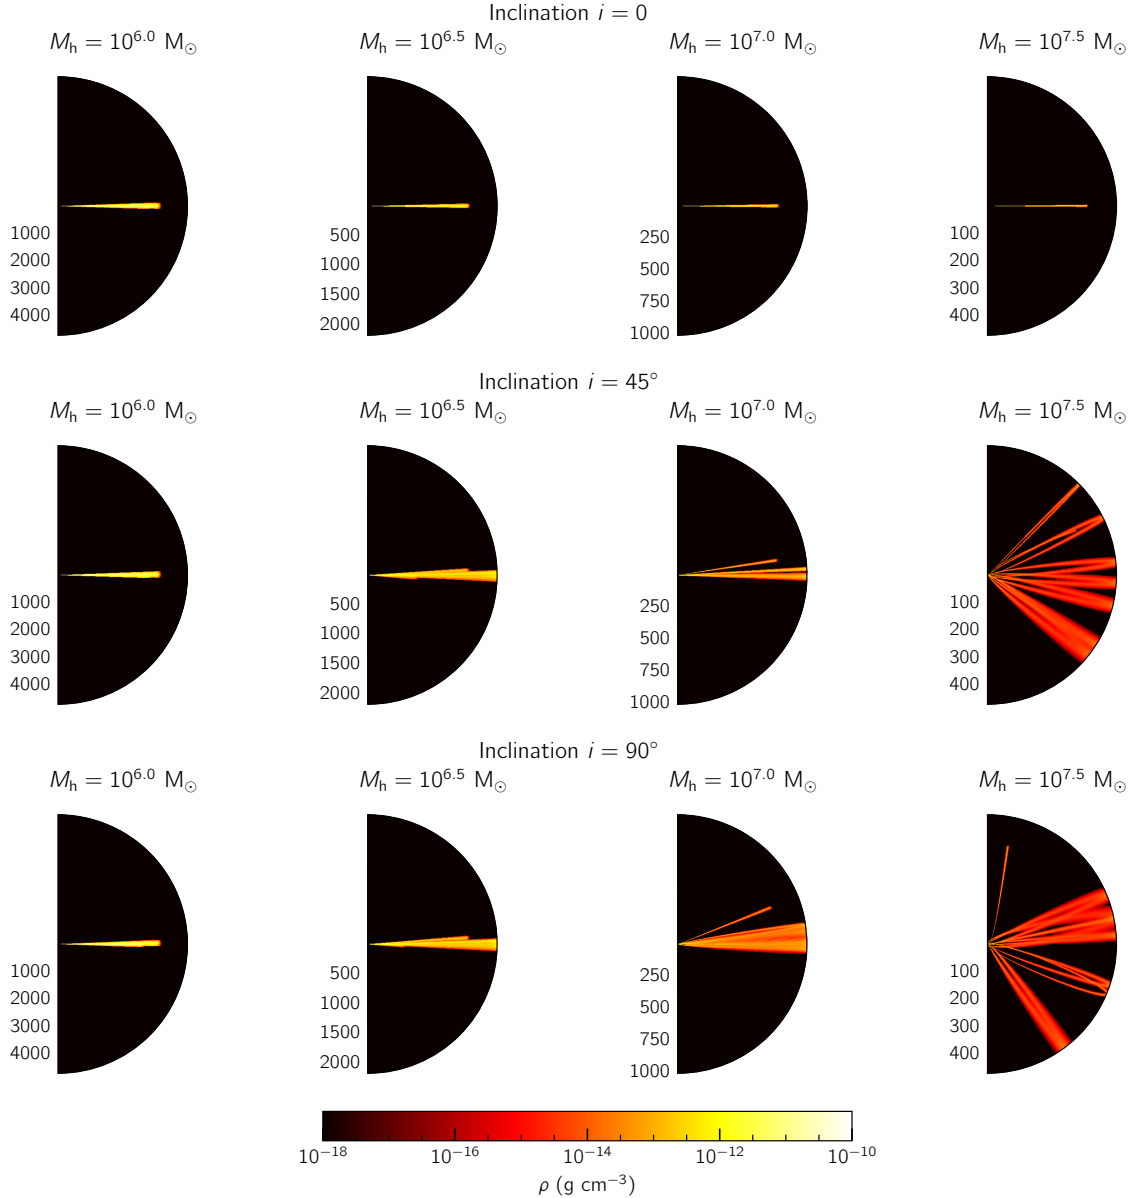 Inclination i = 0
M_h = 10^6.0 M_⊙ M_h = 10^6.5 M_⊙ M_h = 10^7.0 M_⊙ M_h = 10^7.5 M_⊙
1000 500 250 100
2000 1000 500 200
3000 1500 750 300
4000 2000 1000 400
Inclination i = 45°
M_h = 10^6.0 M_⊙ M_h = 10^6.5 M_⊙ M_h = 10^7.0 M_⊙ M_h = 10^7.5 M_⊙
1000 500 250 100
2000 1000 500 200
3000 1500 750 300
4000 2000 1000 400
Inclination i = 90°
M_h = 10^6.0 M_⊙ M_h = 10^6.5 M_⊙ M_h = 10^7.0 M_⊙ M_h = 10^7.5 M_⊙
1000 500 250 100
2000 1000 500 200
3000 1500 750 300
4000 2000 1000 400
10^−18 10^−16 10^−14 10^−12 10^−10
ρ (g cm^−3)